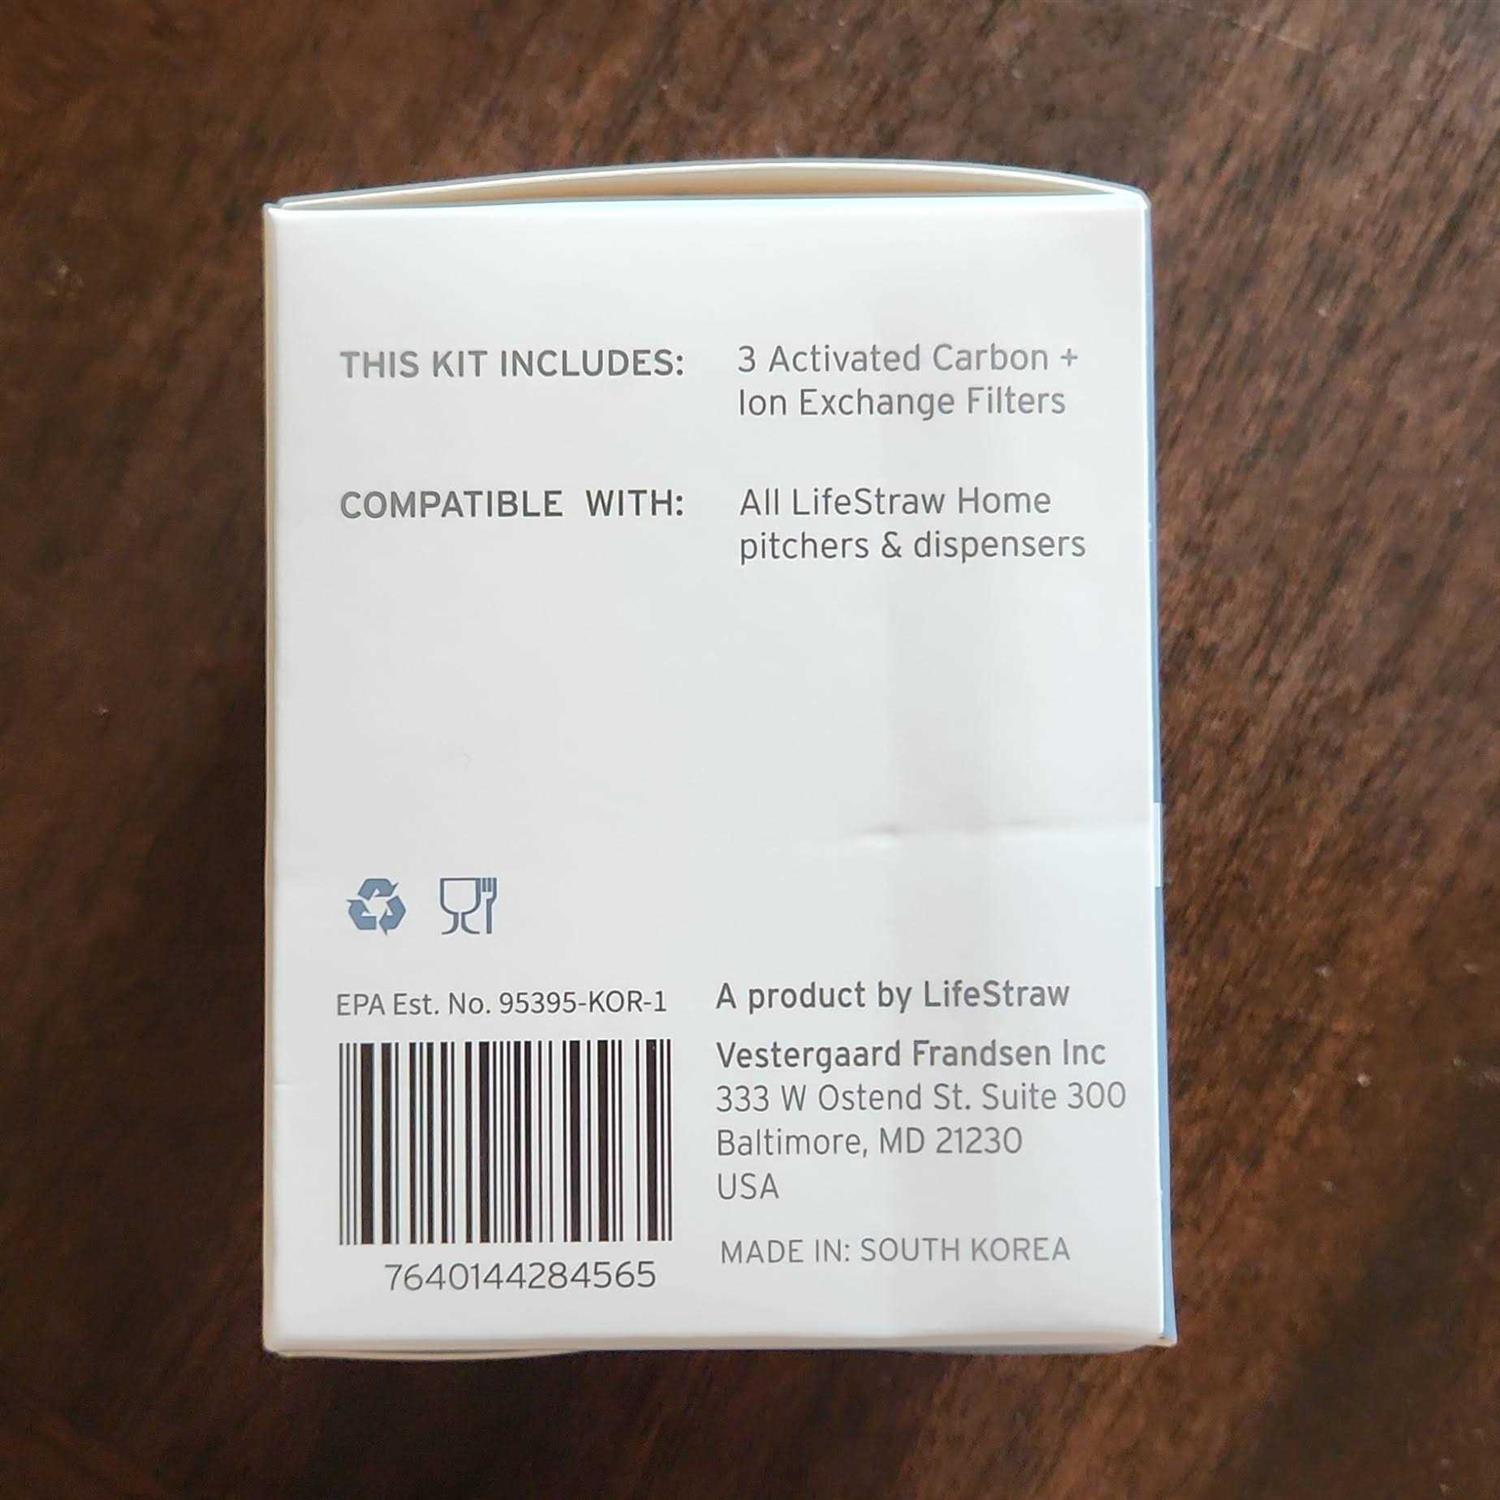 THIS KIT INCLUDES: 3 Activated Carbon +
Ion Exchange Filters
COMPATIBLE WITH: All LifeStraw Home
pitchers & dispensers
EPA Est. No. 95395-KOR-1
7640144284565
A product by LifeStraw
Vestergaard Frandsen Inc
333 W Ostend St. Suite 300
Baltimore, MD 21230
USA
MADE IN: SOUTH KOREA